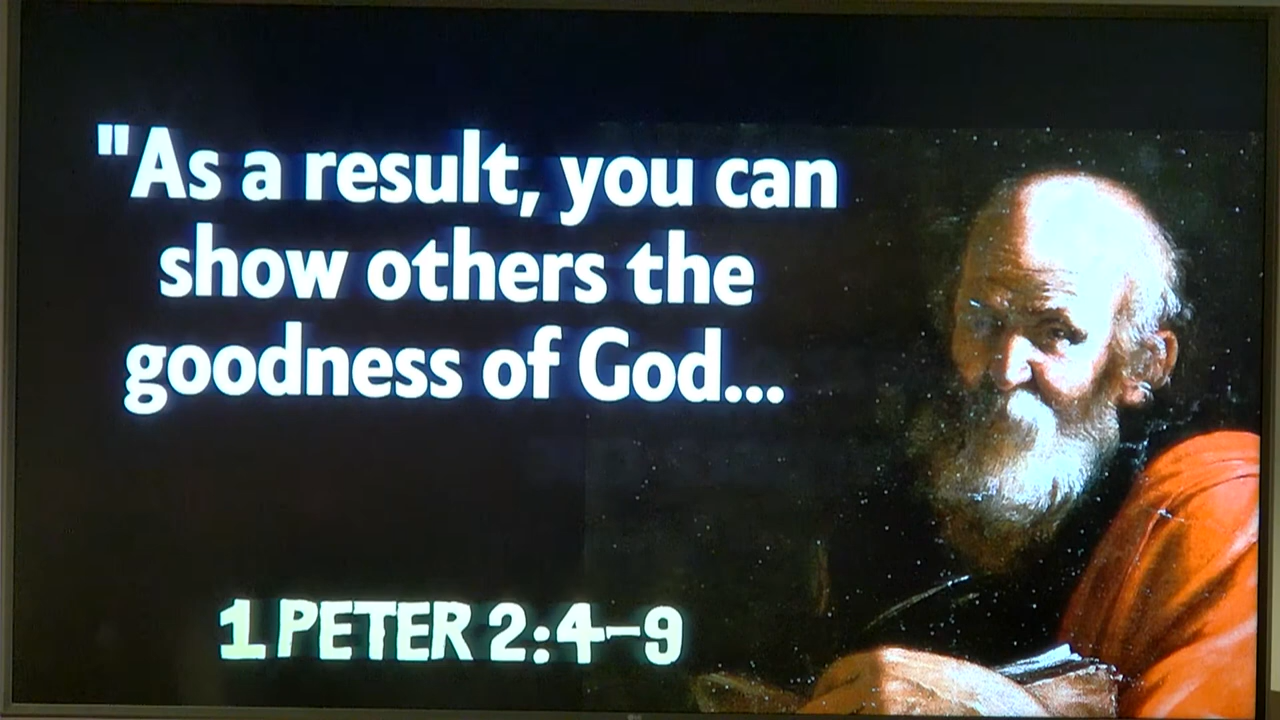 "As a result, you can
show others the
goodness of God...
1 PETER 2:4–9